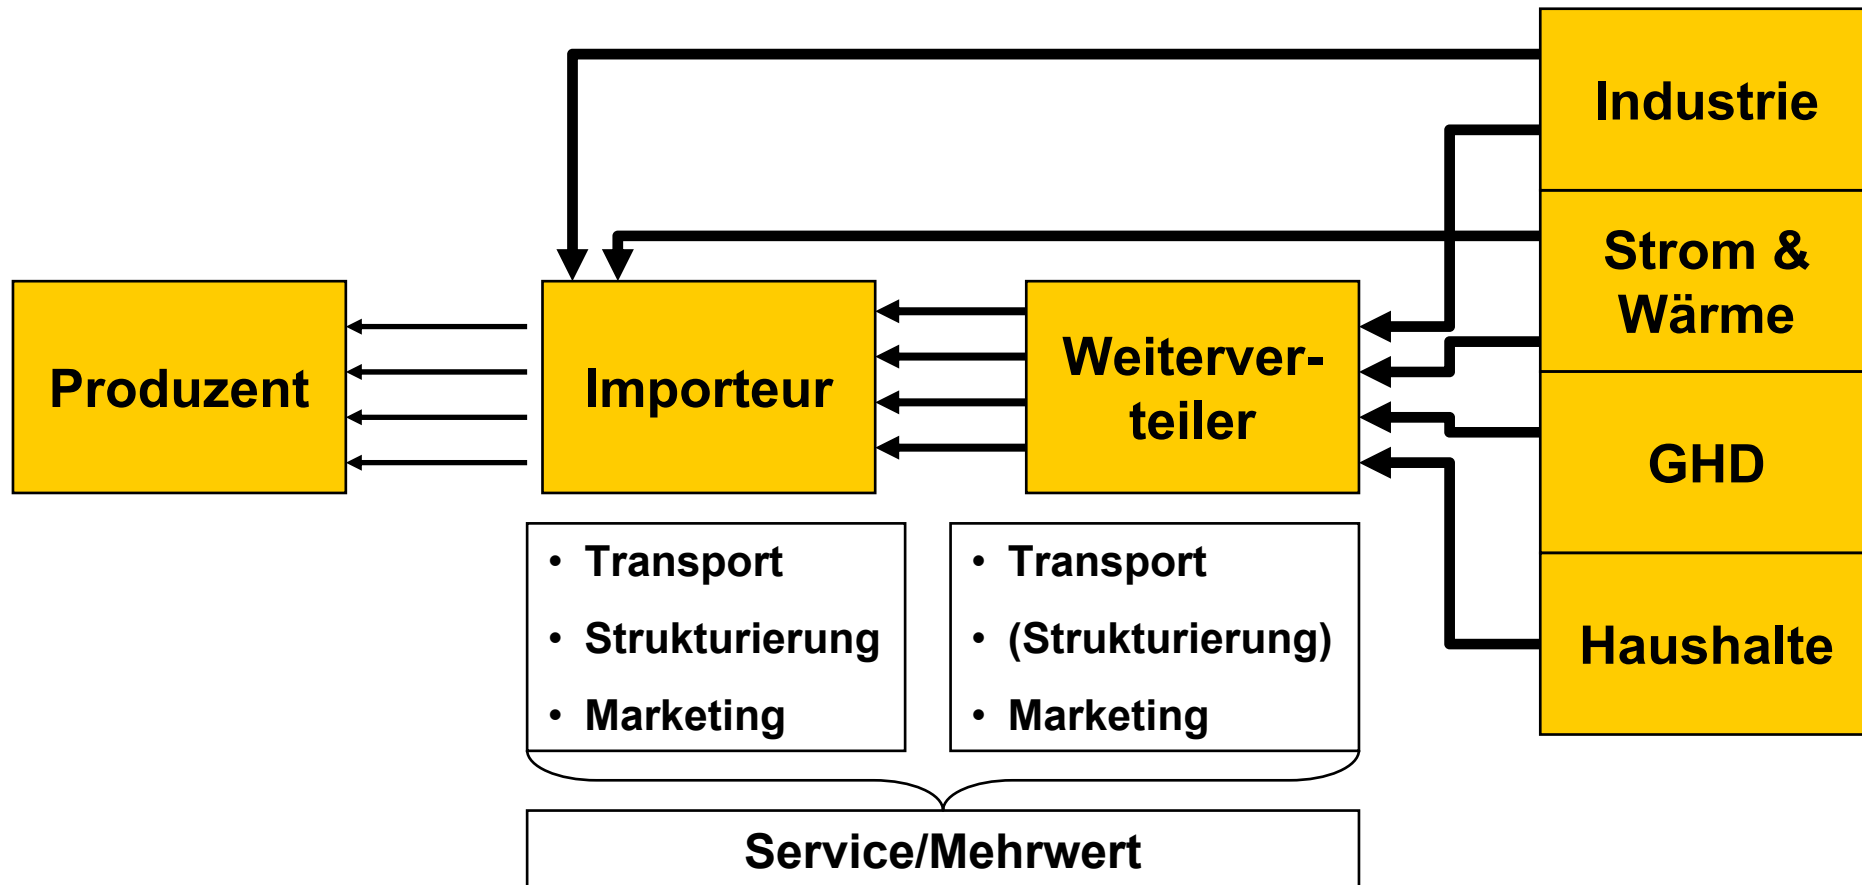 Industrie
Strom &
Wärme
GHD
Haushalte
Produzent
Importeur
Weiterver-
teiler
• Transport
• Strukturierung
• Marketing
• Transport
• (Strukturierung)
• Marketing
Service/Mehrwert